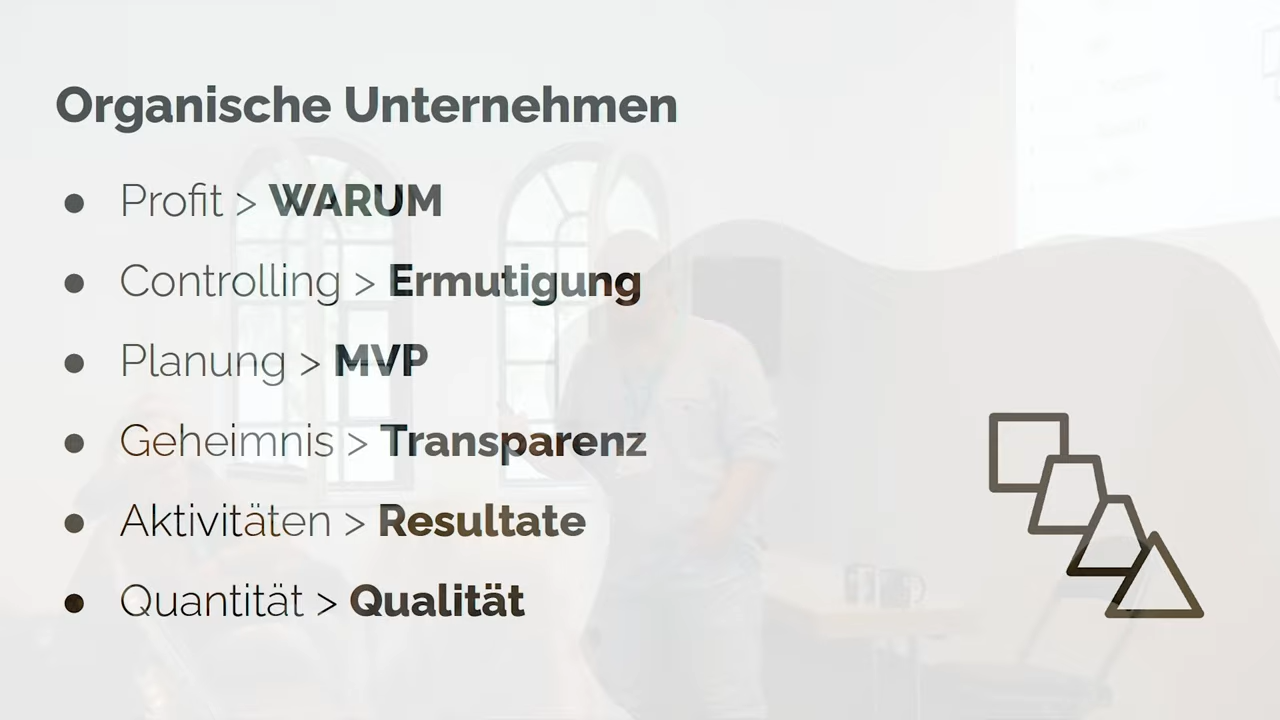 Organische Unternehmen
● Profit > WARUM
● Controlling > Ermutigung
● Planung > MVP
● Geheimnis > Transparenz
● Aktivitäten > Resultate
● Quantität > Qualität